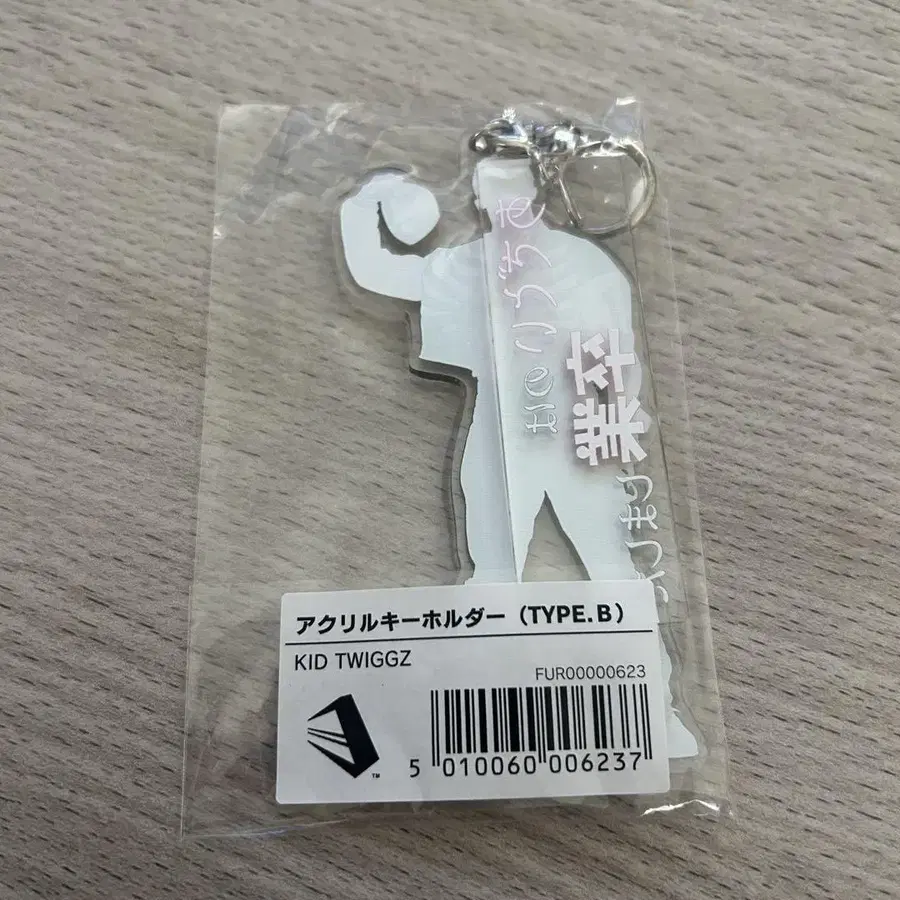 卒業
アクリルキーホルダー（TYPE.B）
KID TWIGGZ
FUR00000623
TM
5 010060 006237